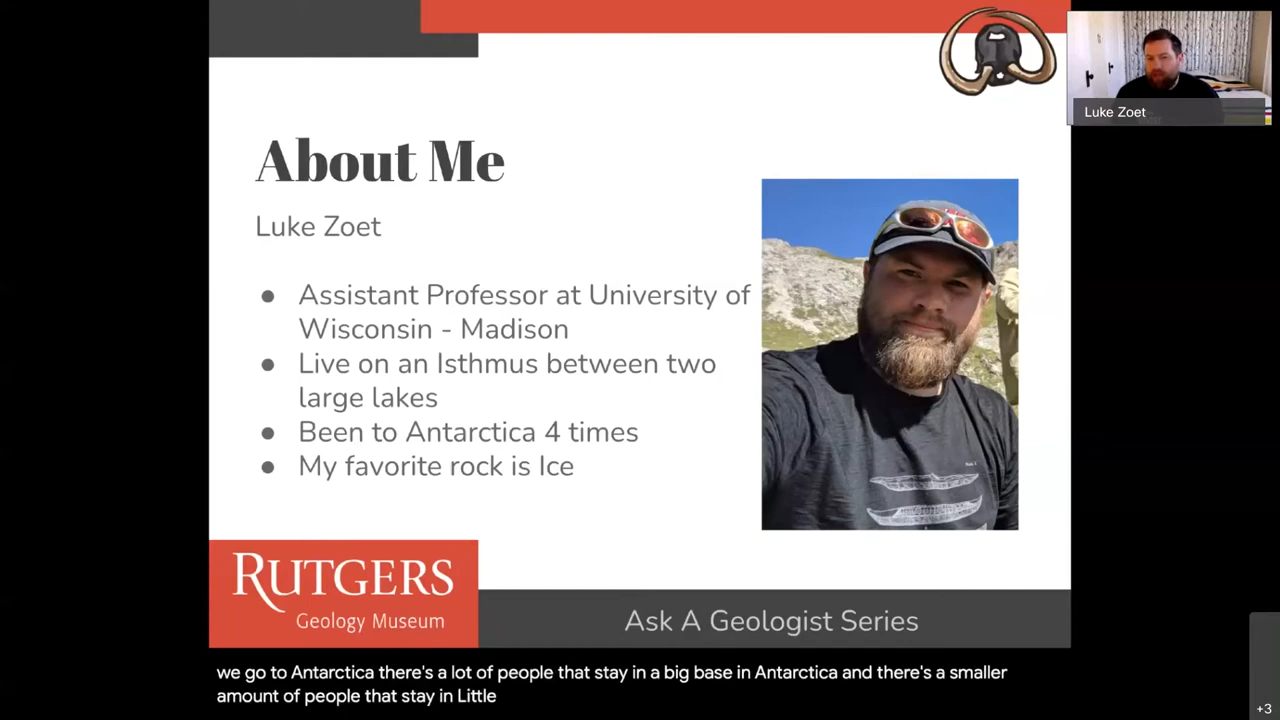 Luke Zoet
About Me
Luke Zoet
● Assistant Professor at University of
Wisconsin - Madison
● Live on an Isthmus between two
large lakes
● Been to Antarctica 4 times
● My favorite rock is Ice
RUTGERS
Geology Museum
Ask A Geologist Series
we go to Antarctica there's a lot of people that stay in a big base in Antarctica and there's a smaller
amount of people that stay in Little
+3